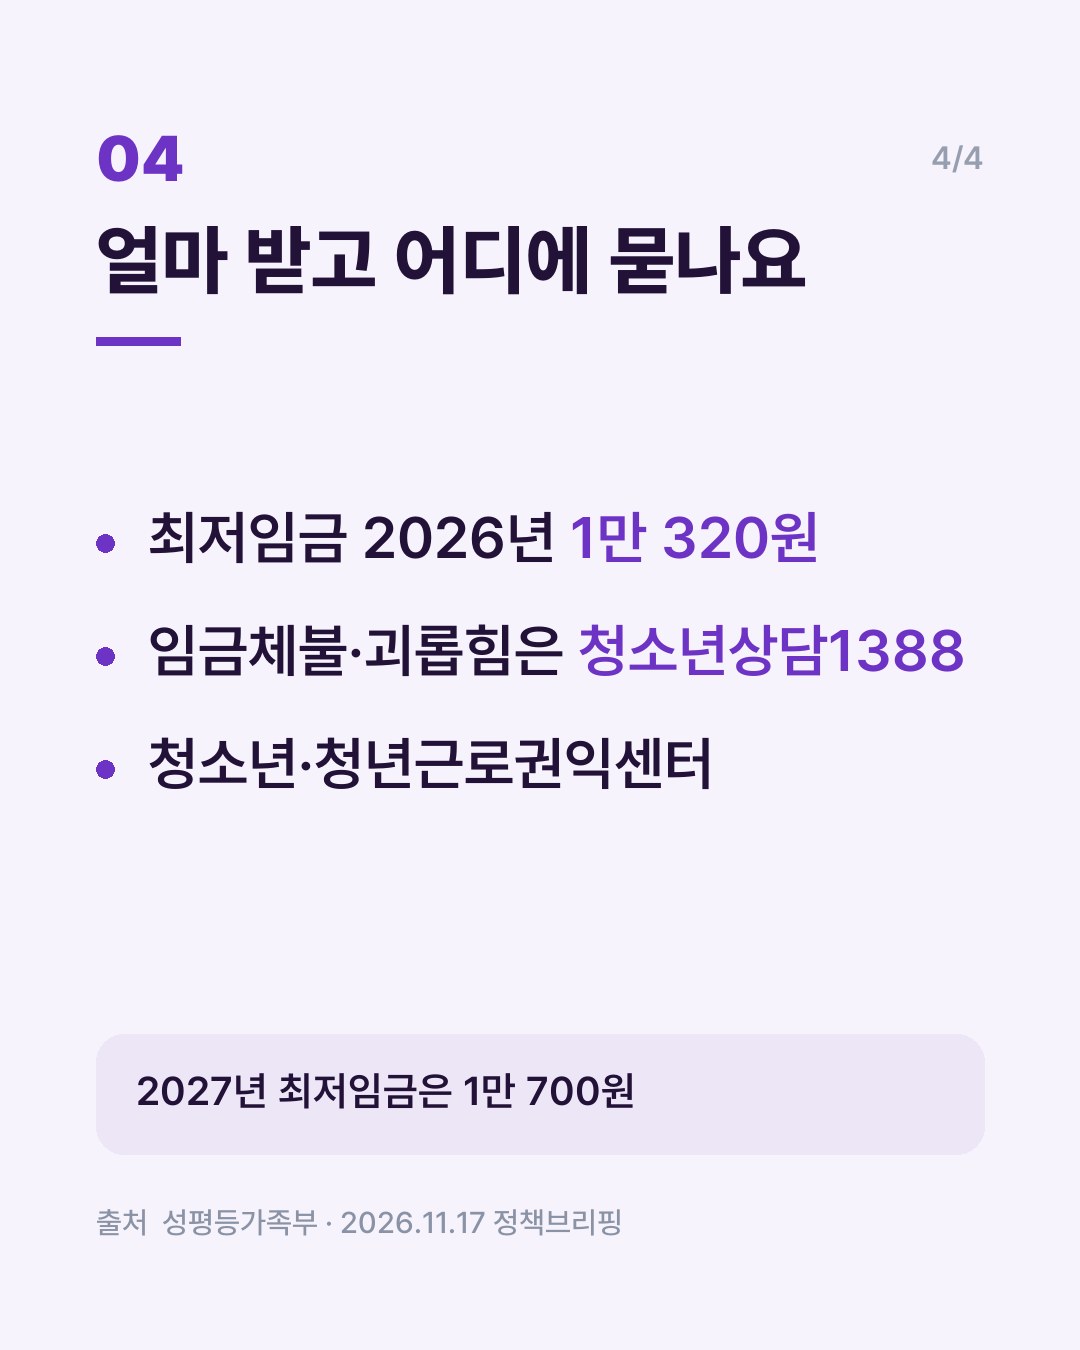 04
4/4
얼마 받고 어디에 묻나요
최저임금 2026년 1만 320원
임금체불·괴롭힘은 청소년상담1388
청소년·청년근로권익센터
2027년 최저임금은 1만 700원
출처 성평등가족부 · 2026.11.17 정책브리핑